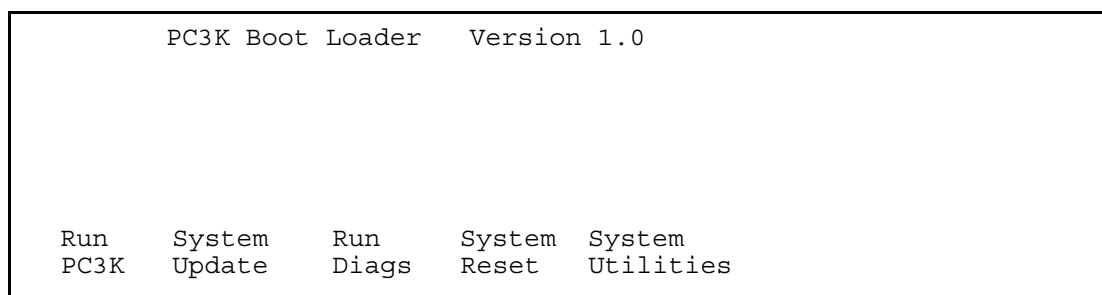 PC3K Boot Loader   Version 1.0
Run   System   Run   System   System
PC3K   Update   Diags   Reset   Utilities